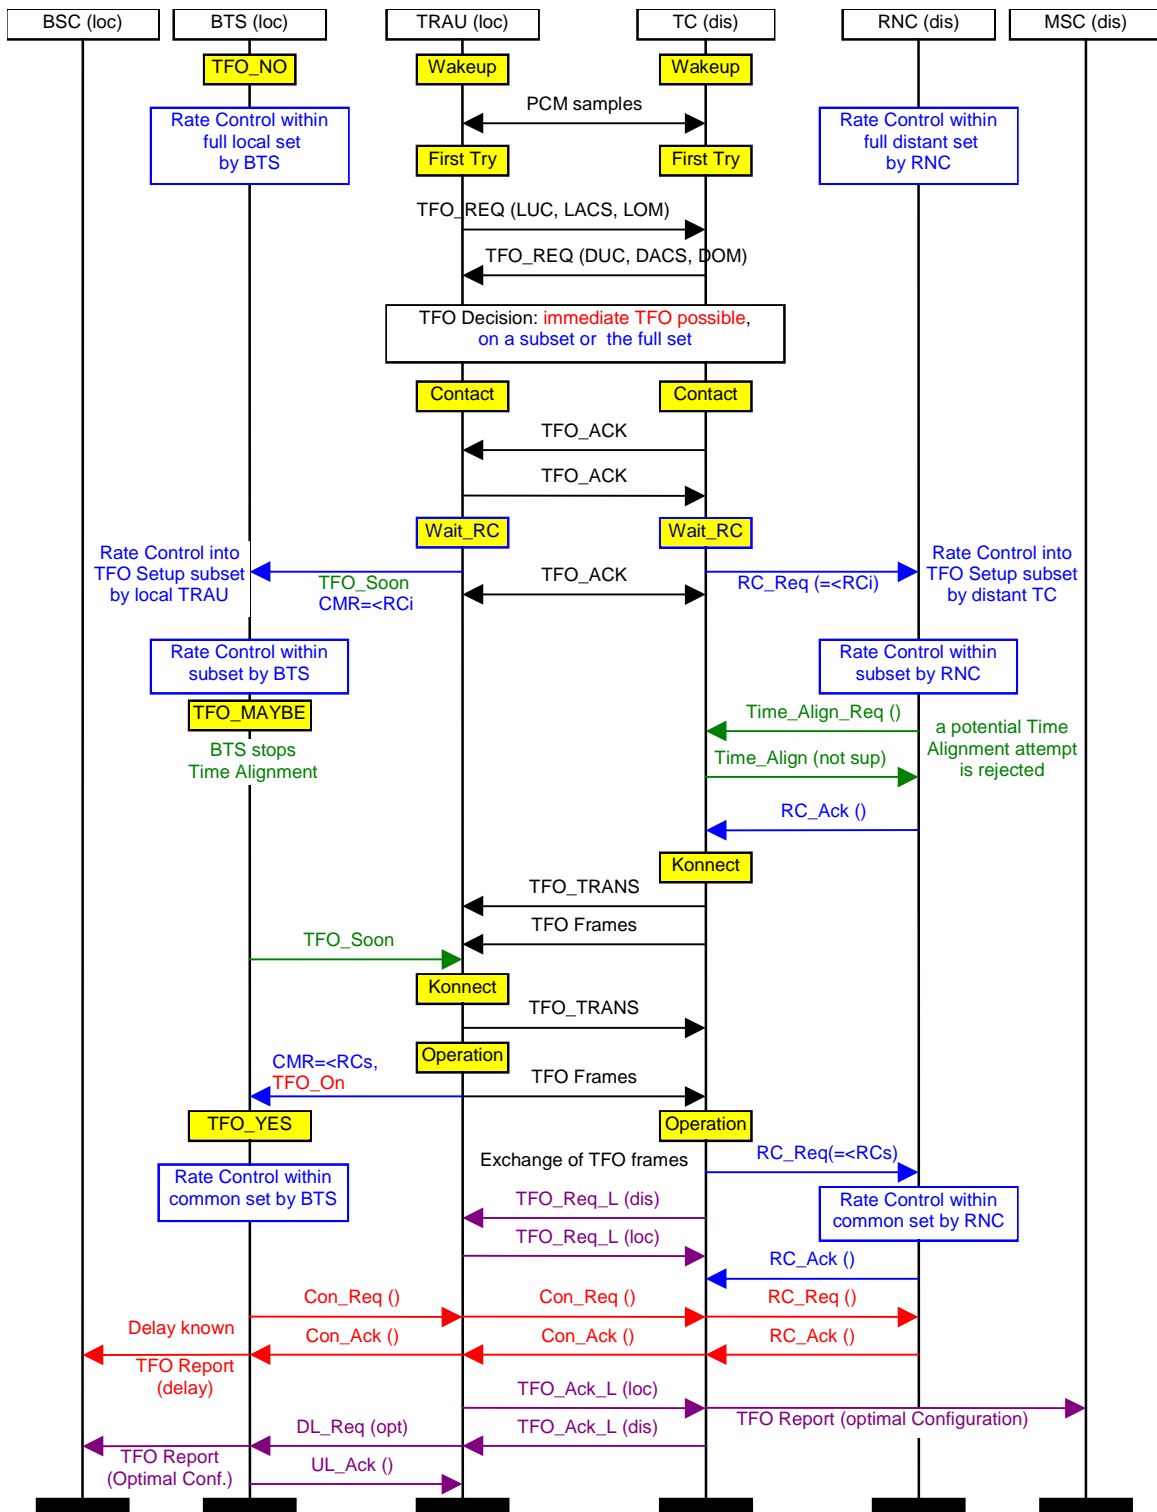 BSC (loc)
BTS (loc)
TRAU (loc)
TC (dis)
RNC (dis)
MSC (dis)
TFO_NO
Wakeup
Wakeup
PCM samples
Rate Control within
full local set
by BTS
Rate Control within
full distant set
by RNC
First Try
First Try
TFO_REQ (LUC, LACS, LOM)
TFO_REQ (DUC, DACS, DOM)
TFO Decision: immediate TFO possible,
on a subset or  the full set
Contact
Contact
TFO_ACK
TFO_ACK
Wait_RC
Wait_RC
Rate Control into
TFO Setup subset
by local TRAU
TFO_Soon
CMR=<RCi
TFO_ACK
RC_Req (=<RCi)
Rate Control into
TFO Setup subset
by distant TC
Rate Control within
subset by BTS
Rate Control within
subset by RNC
TFO_MAYBE
BTS stops
Time Alignment
Time_Align_Req ()
Time_Align (not sup)
a potential Time
Alignment attempt
is rejected
RC_Ack ()
Konnect
TFO_TRANS
TFO Frames
TFO_Soon
Konnect
TFO_TRANS
Operation
CMR=<RCs,
TFO_On
TFO Frames
TFO_YES
Operation
Exchange of TFO frames
RC_Req(=<RCs)
Rate Control within
common set by BTS
Rate Control within
common set by RNC
TFO_Req_L (dis)
TFO_Req_L (loc)
RC_Ack ()
Con_Req ()
Con_Req ()
RC_Req ()
Delay known
Con_Ack ()
Con_Ack ()
RC_Ack ()
TFO Report
(delay)
TFO_Ack_L (loc)
TFO Report (optimal Configuration)
DL_Req (opt)
TFO_Ack_L (dis)
TFO Report
(Optimal Conf.)
UL_Ack ()